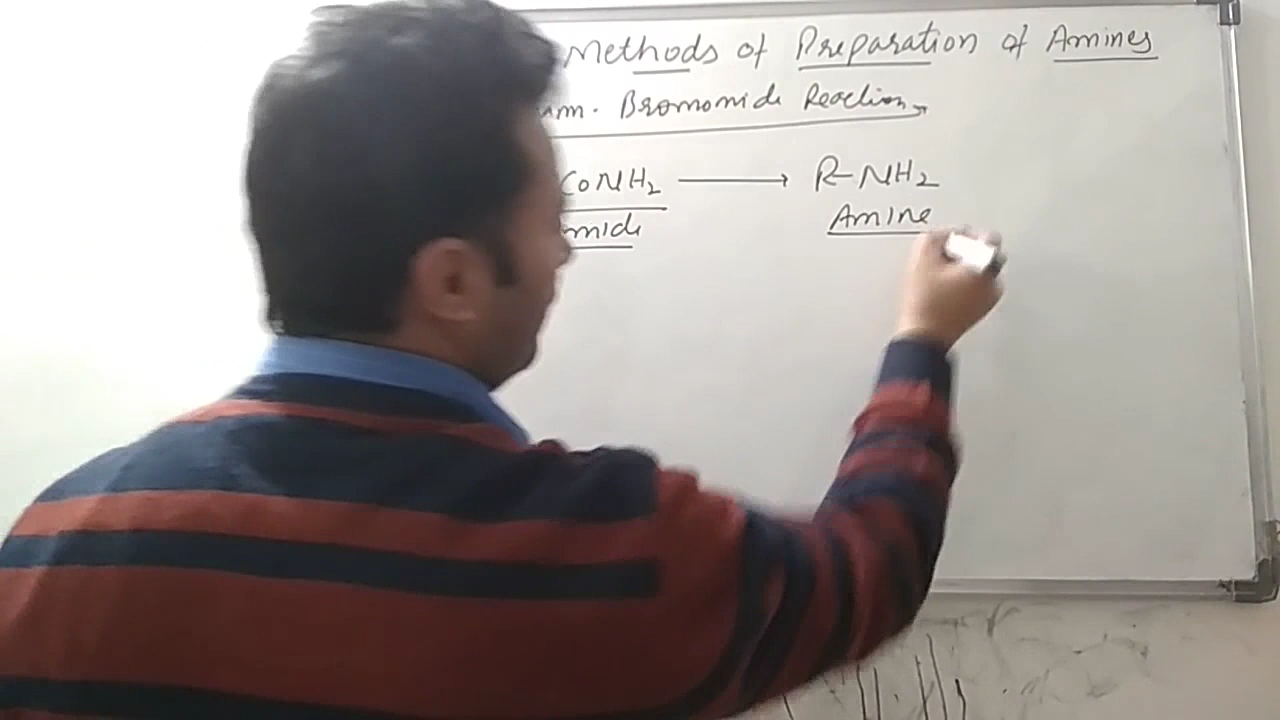 Methods of Preparation of Amines
Bromomide Reaction
CONH2 ⟶ R-NH2
Amine